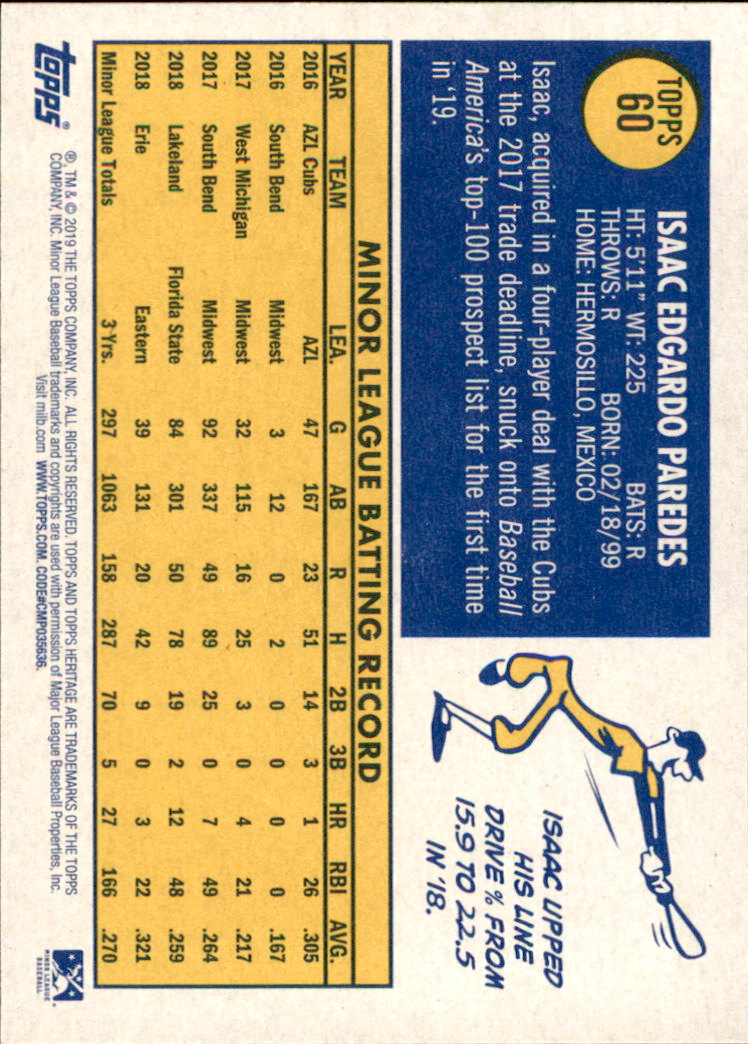 TOPPS
60
ISAAC EDGARDO PAREDES
HT: 5'11" WT: 225 BATS: R
THROWS: R BORN: 02/18/99
HOME: HERMOSILLO, MEXICO
Isaac, acquired in a four-player deal with the Cubs
at the 2017 trade deadline, snuck onto Baseball
America's top-100 prospect list for the first time
in '19.
ISAAC UPPED
HIS LINE
DRIVE % FROM
15.9 TO 22.5
IN '18.
MINOR LEAGUE BATTING RECORD
YEAR TEAM LEA. G AB R H 2B 3B HR RBI AVG.
2016 AZL Cubs AZL 47 167 23 51 14 3 1 26 .305
2016 South Bend Midwest 3 12 0 2 0 0 0 0 .167
2017 West Michigan Midwest 32 115 16 25 3 0 4 21 .217
2017 South Bend Midwest 92 337 49 89 25 0 7 49 .264
2018 Lakeland Florida State 84 301 50 78 19 2 12 48 .259
2018 Erie Eastern 39 131 20 42 9 0 3 22 .321
Minor League Totals 3 Yrs. 297 1063 158 287 70 5 27 166 .270
Topps®
®, TM & © 2019 THE TOPPS COMPANY, INC. ALL RIGHTS RESERVED. TOPPS AND TOPPS HERITAGE ARE TRADEMARKS OF THE TOPPS
COMPANY, INC. Minor League Baseball trademarks and copyrights are used with permission of Major League Baseball Properties, Inc.
Visit milb.com WWW.TOPPS.COM. CODE#CMP035636.
MINOR LEAGUE
BASEBALL